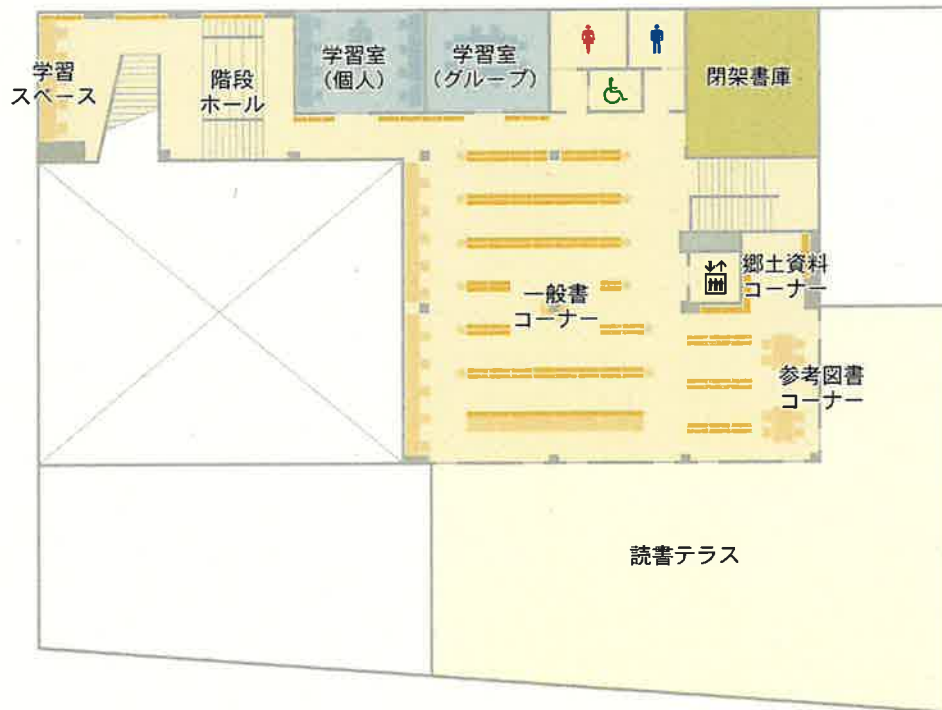 学習
スペース
階段
ホール
学習室
(個人)
学習室
(グループ)
閉架書庫
一般書
コーナー
郷土資料
コーナー
参考図書
コーナー
読書テラス